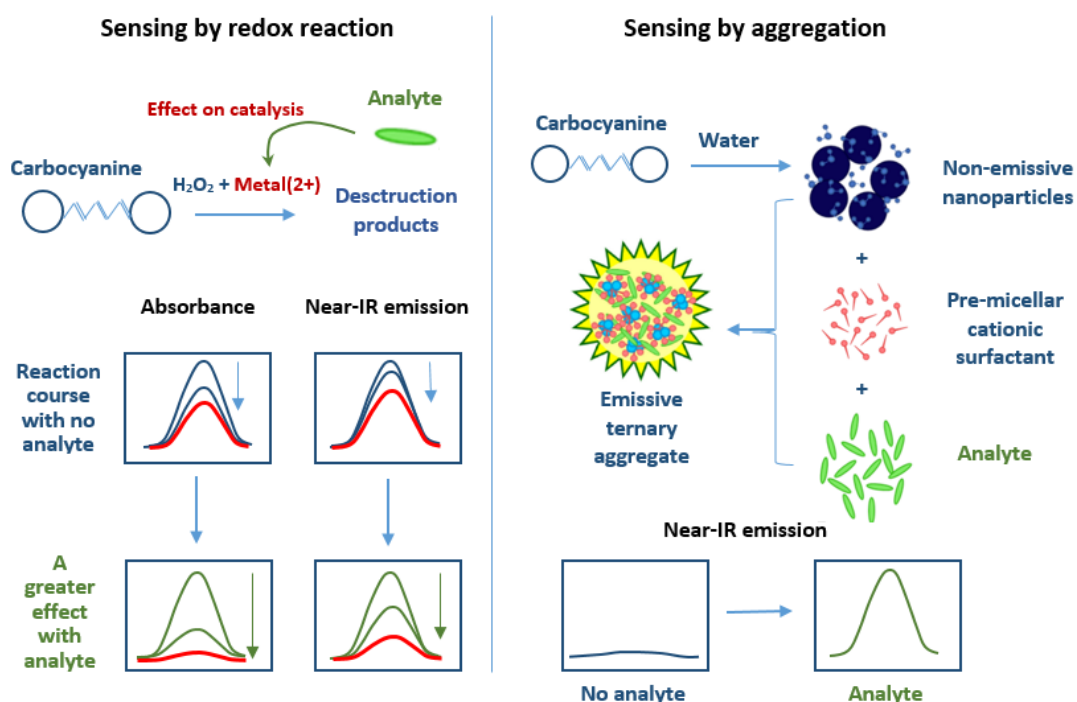 Sensing by redox reaction
Effect on catalysis
Analyte
Carbocyanine
H₂O₂ + Metal(2+)
Desctruction
products
Absorbance
Near-IR emission
Reaction
course
with no
analyte
A
greater
effect
with
analyte
Sensing by aggregation
Carbocyanine
Water
Non-emissive
nanoparticles
+
Pre-micellar
cationic
surfactant
+
Analyte
Emissive
ternary
aggregate
Near-IR emission
No analyte
Analyte